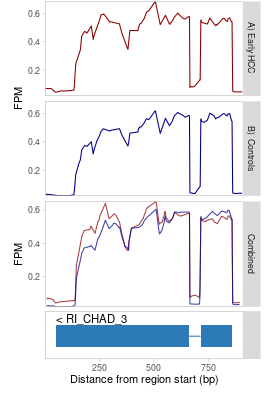 0.6
0.4
0.2
A) Early HCC
FPM
0.6
0.4
0.2
B) Controls
0.6
0.4
0.2
FPM
Combined
< RI_CHAD_3
250 500 750
Distance from region start (bp)